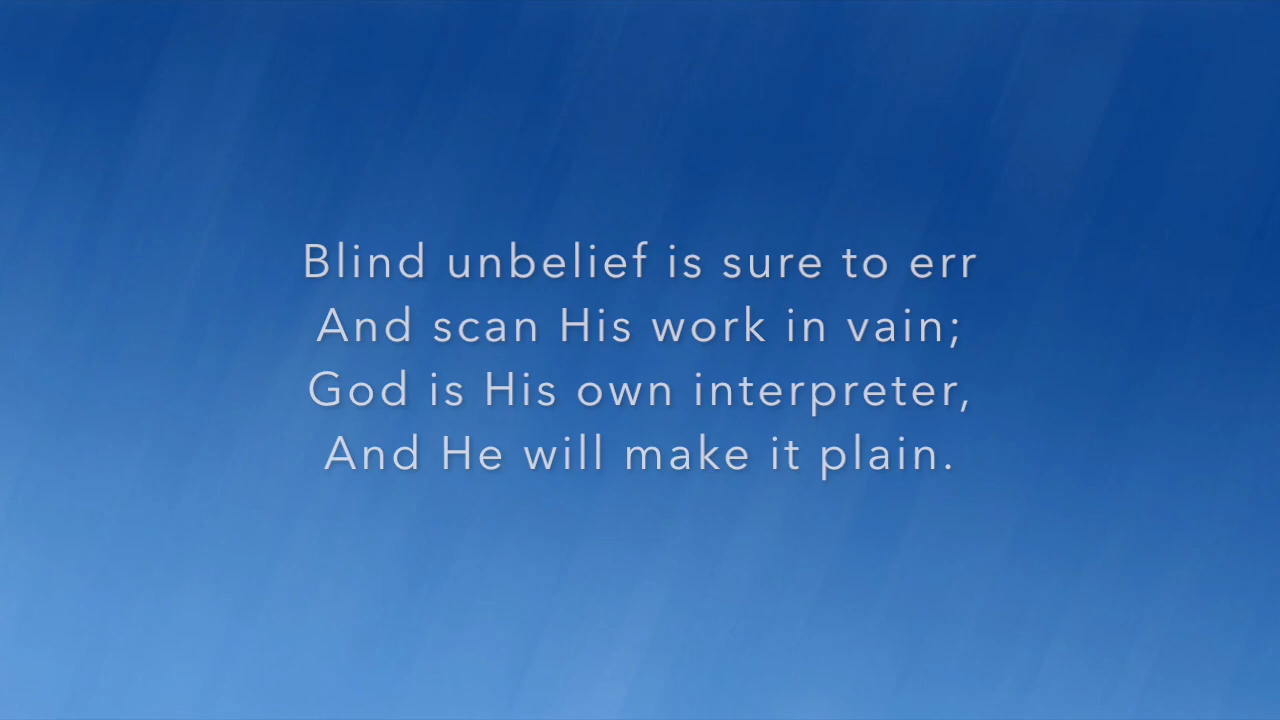 Blind unbelief is sure to err
And scan His work in vain;
God is His own interpreter,
And He will make it plain.